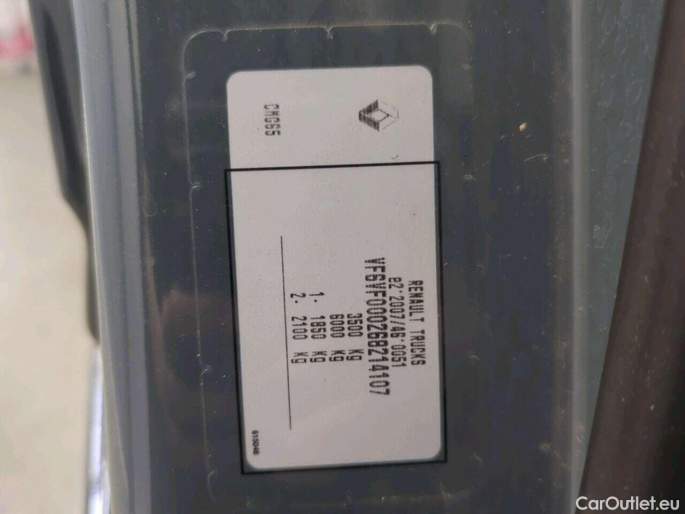 CMG65
RENAULT TRUCKS
e2*2007/46*0051
VF6VF000268214107
3500 Kg
6000 Kg
1- 1850 Kg
2- 2100 Kg
CarOutlet.eu